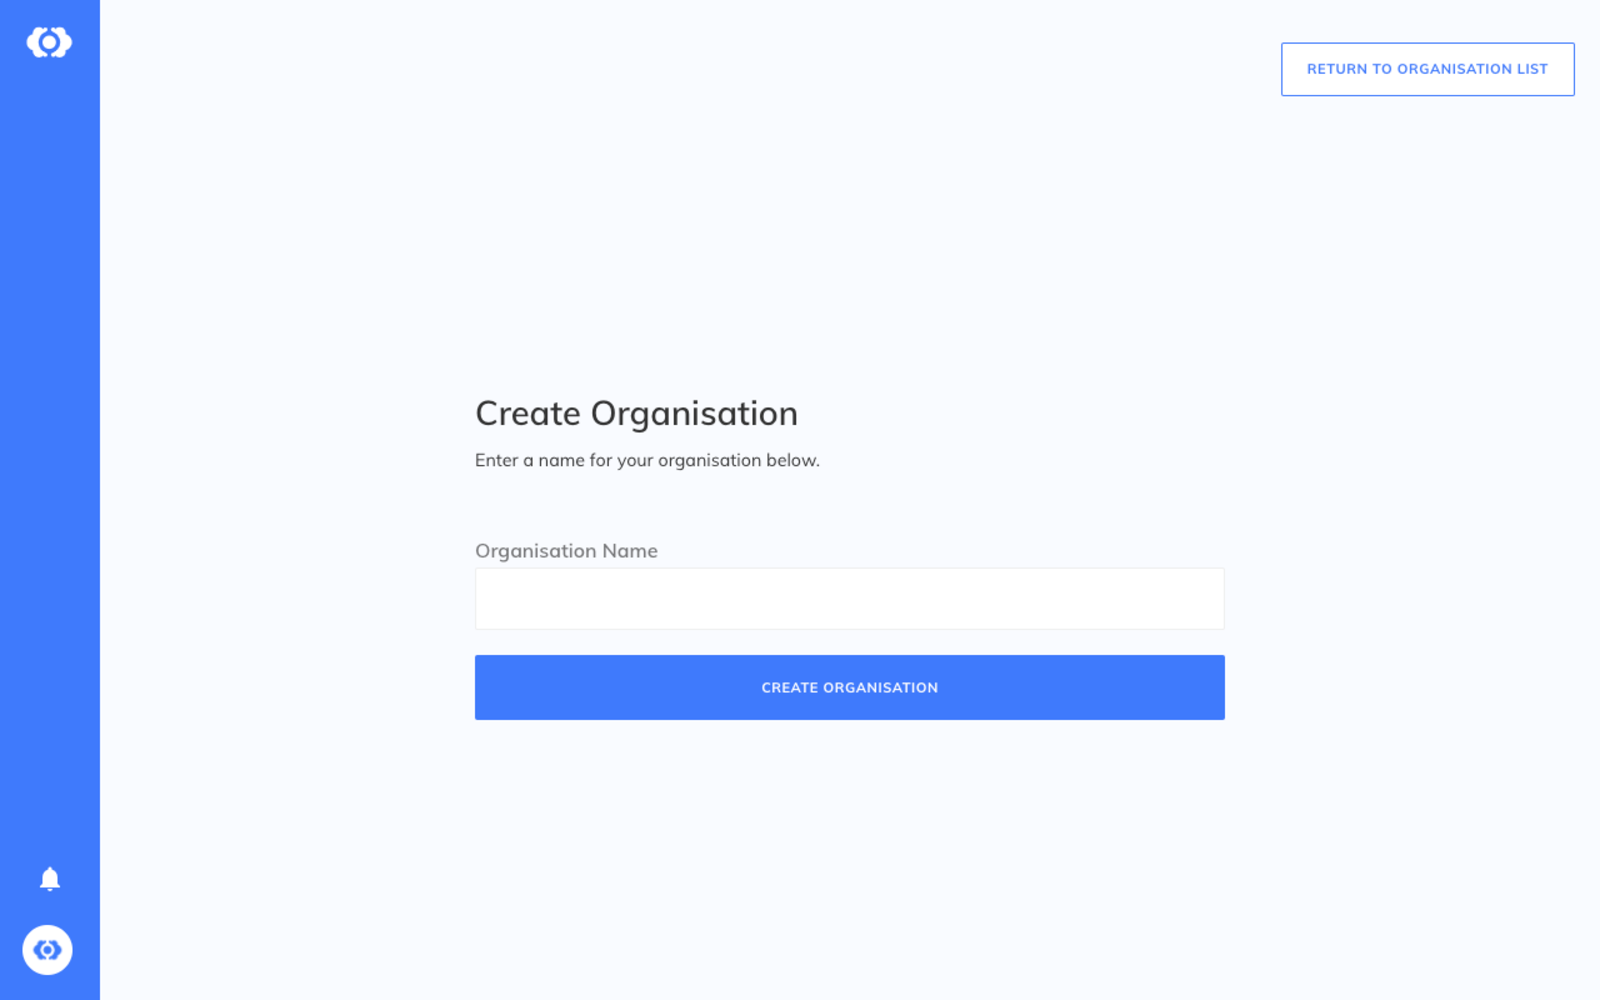 RETURN TO ORGANISATION LIST
Create Organisation
Enter a name for your organisation below.
Organisation Name
CREATE ORGANISATION